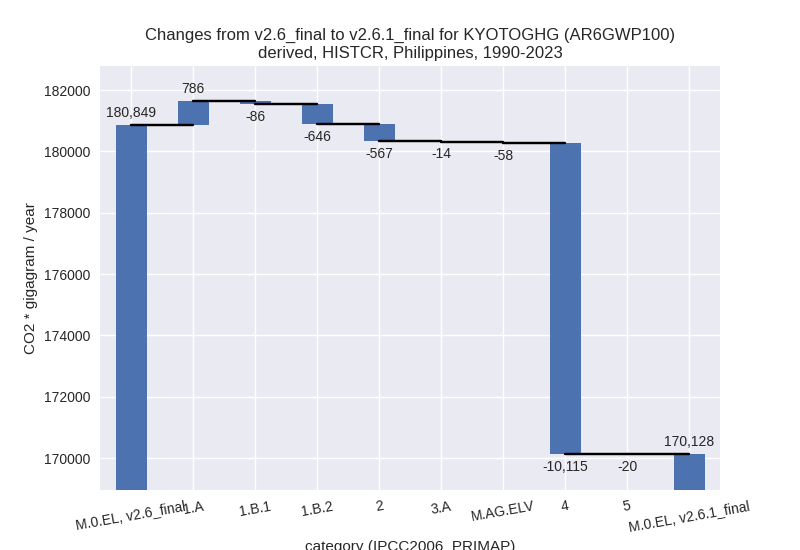 Changes from v2.6_final to v2.6.1_final for KYOTOGHG (AR6GWP100)
derived, HISTCR, Philippines, 1990-2023
CO2 * gigagram / year
182000
180000
178000
176000
174000
172000
170000
180,849
786
-86
-646
-567
-14
-58
-10,115
-20
170,128
M.0.EL, v2.6_final
1.A
1.B.1
1.B.2
2
3.A
M.AG.ELV
4
5
M.0.EL, v2.6.1_final
category (IPCC2006_PRIMAP)